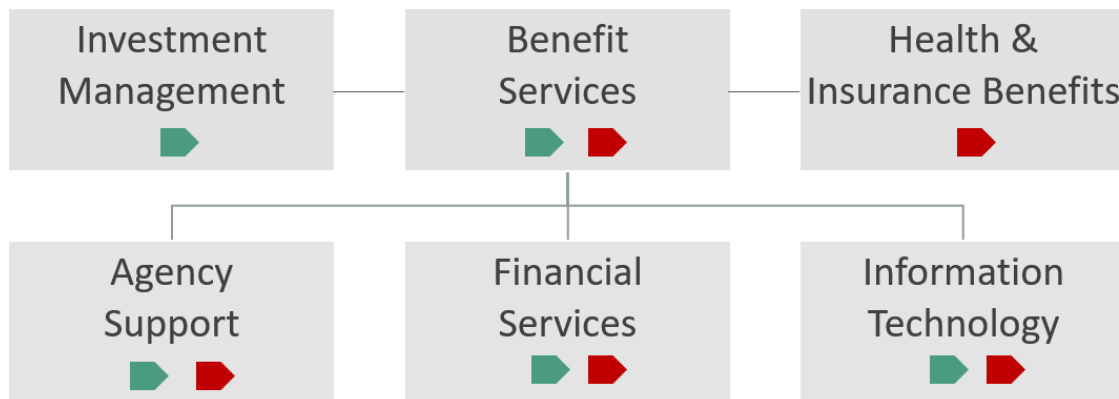 Investment
Management
Benefit
Services
Health &
Insurance Benefits
Agency
Support
Financial
Services
Information
Technology